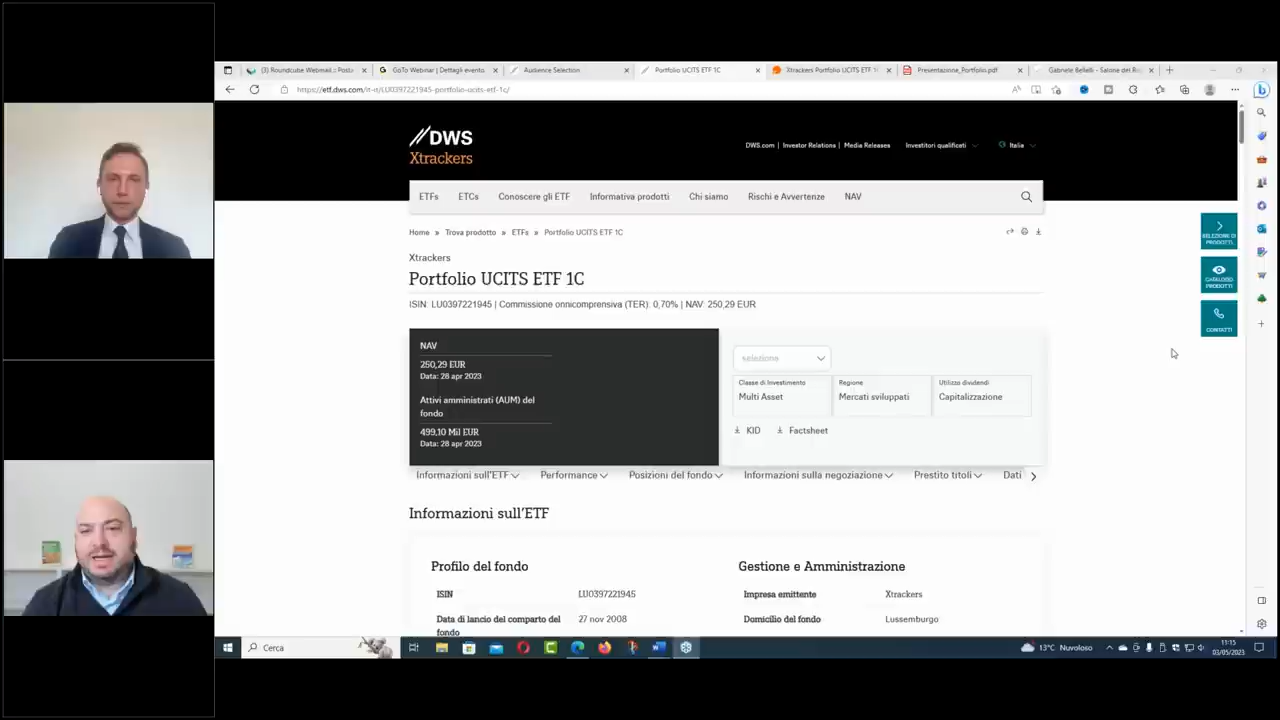 (3) Roundcube Webmail :: Posta
GoTo Webinar | Dettagli evento
Audience Selection
Portfolio UCITS ETF 1C
Xtrackers Portfolio UCITS ETF 1
Presentazione_Portfolio.pdf
Gabriele Bellelli - Salone del Ris
https://etf.dws.com/it-it/LU0397221945-portfolio-ucits-etf-1c/
DWS
Xtrackers
DWS.com | Investor Relations | Media Releases
Investitori qualificati
Italia
ETFs
ETCs
Conoscere gli ETF
Informativa prodotti
Chi siamo
Rischi e Avvertenze
NAV
Home » Trova prodotto » ETFs » Portfolio UCITS ETF 1C
SELEZIONE DI PRODOTTI
CATALOGO PRODOTTI
CONTATTI
Xtrackers
Portfolio UCITS ETF 1C
ISIN: LU0397221945 | Commissione onnicomprensiva (TER): 0,70% | NAV: 250,29 EUR
NAV
250,29 EUR
Data: 28 apr 2023
Attivi amministrati (AUM) del
fondo
499,10 Mil EUR
Data: 28 apr 2023
seleziona
Classe di Investimento
Multi Asset
Regione
Mercati sviluppati
Utilizzo dividendi
Capitalizzazione
KID
Factsheet
Informazioni sull'ETF
Performance
Posizioni del fondo
Informazioni sulla negoziazione
Prestito titoli
Dati
Informazioni sull'ETF
Profilo del fondo
ISIN LU0397221945
Data di lancio del comparto del 27 nov 2008
fondo
Gestione e Amministrazione
Impresa emittente Xtrackers
Domicilio del fondo Lussemburgo
Cerca
13°C Nuvoloso
11:15
03/05/2023